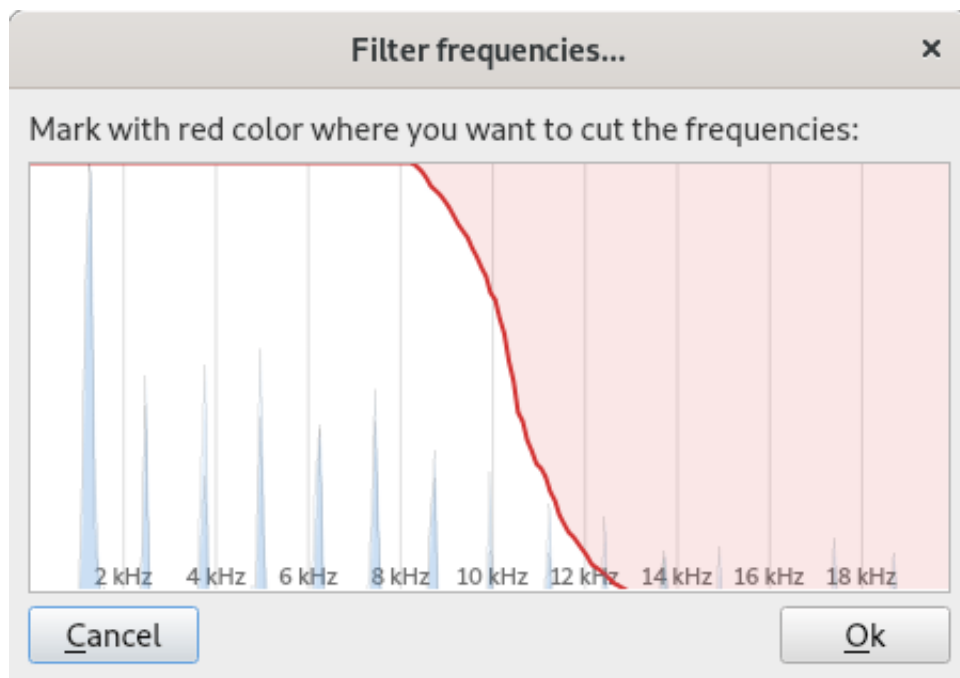 Filter frequencies...
Mark with red color where you want to cut the frequencies:
2 kHz 4 kHz 6 kHz 8 kHz 10 kHz 12 kHz 14 kHz 16 kHz 18 kHz
Cancel Ok